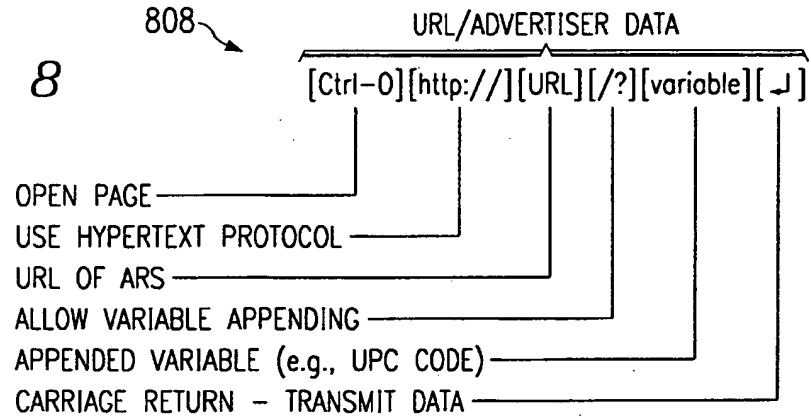 808
URL/ADVERTISER DATA
8
[Ctrl-O][http://][URL][/?][variable][↵]
OPEN PAGE
USE HYPERTEXT PROTOCOL
URL OF ARS
ALLOW VARIABLE APPENDING
APPENDED VARIABLE (e.g., UPC CODE)
CARRIAGE RETURN - TRANSMIT DATA